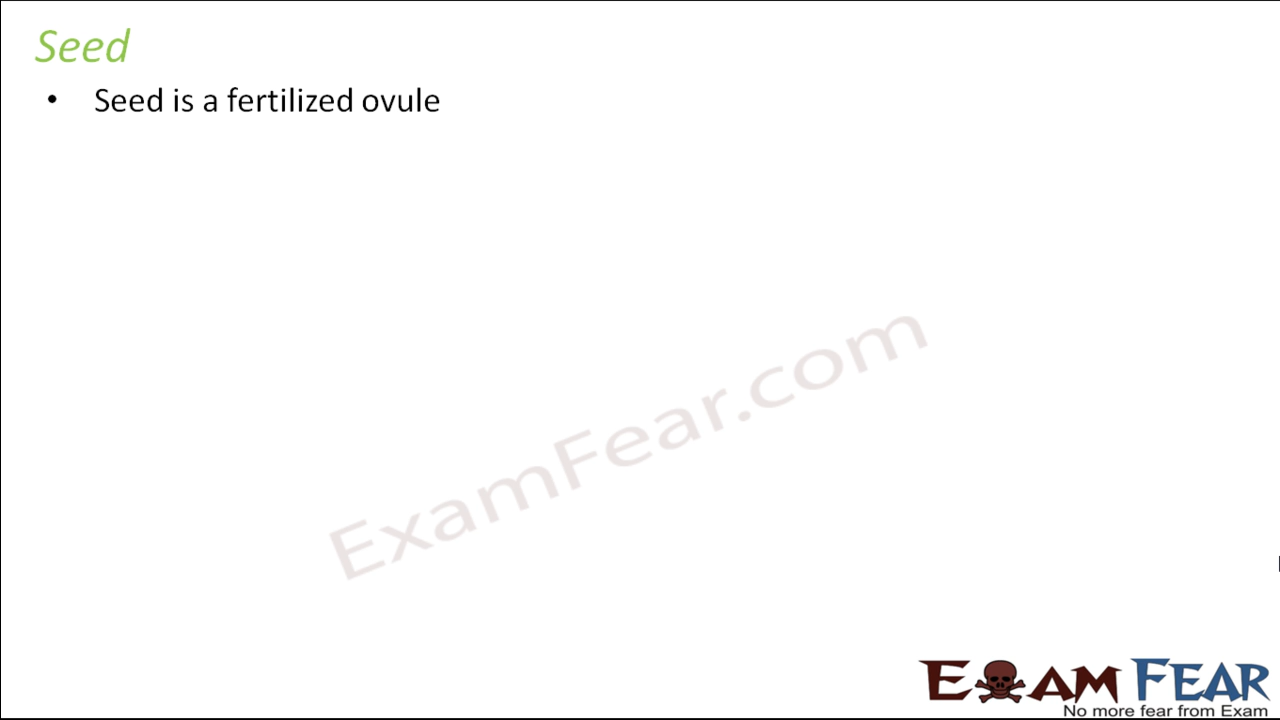 Seed
• Seed is a fertilized ovule
ExamFear.com
EXAM FEAR
No more fear from Exam